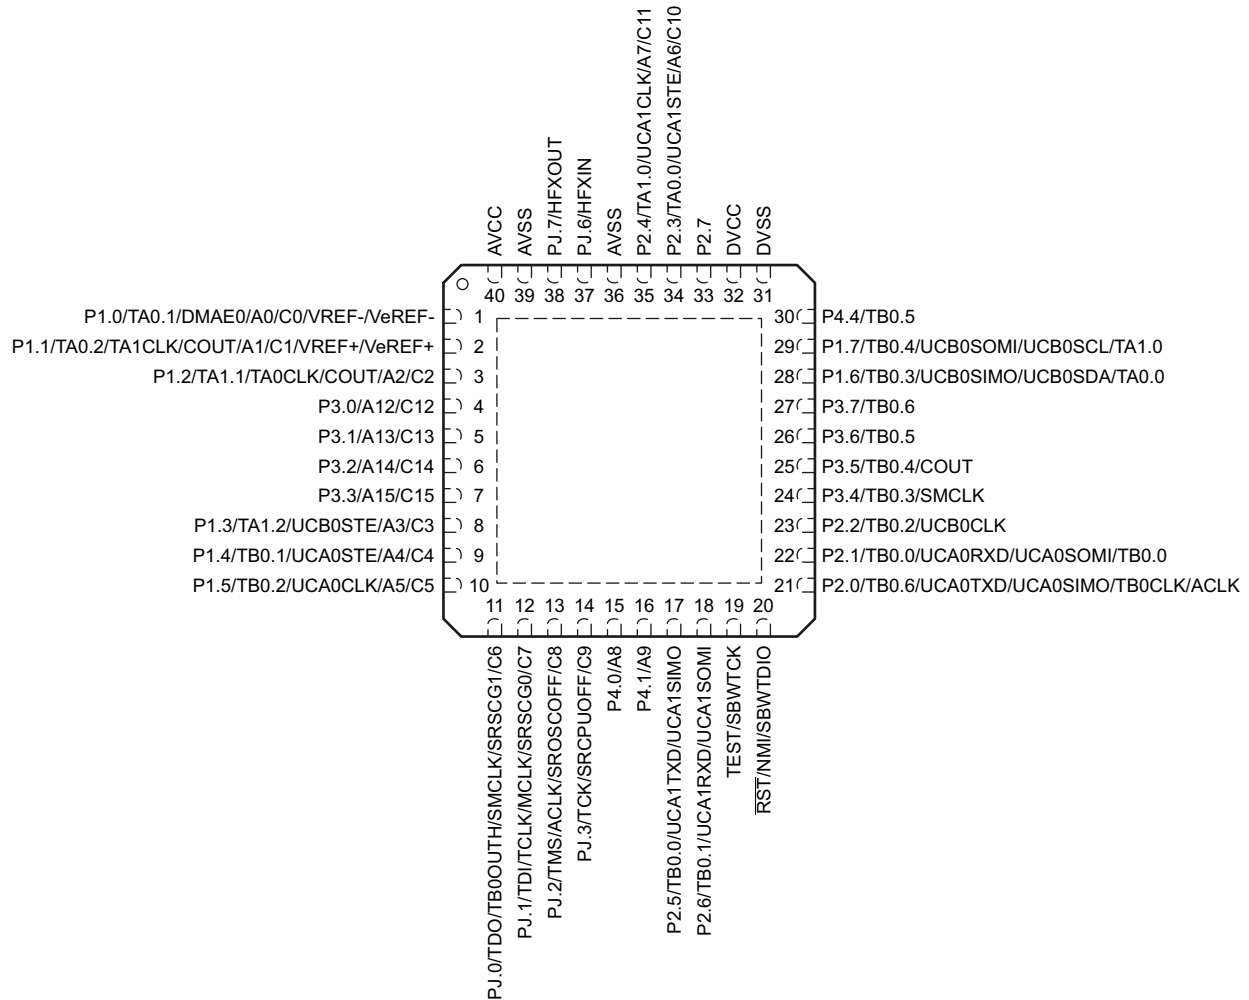 P2.4/TA1.0/UCA1CLK/A7/C11
P2.3/TA0.0/UCA1STE/A6/C10
AVCC
AVSS
PJ.7/HFXOUT
PJ.6/HFXIN
AVSS
P2.7
DVCC
DVSS
40 39 38 37 36 35 34 33 32 31
P1.0/TA0.1/DMAE0/A0/C0/VREF-/VeREF- 1
30 P4.4/TB0.5
P1.1/TA0.2/TA1CLK/COUT/A1/C1/VREF+/VeREF+ 2
29 P1.7/TB0.4/UCB0SOMI/UCB0SCL/TA1.0
P1.2/TA1.1/TA0CLK/COUT/A2/C2 3
28 P1.6/TB0.3/UCB0SIMO/UCB0SDA/TA0.0
P3.0/A12/C12 4
27 P3.7/TB0.6
P3.1/A13/C13 5
26 P3.6/TB0.5
P3.2/A14/C14 6
25 P3.5/TB0.4/COUT
P3.3/A15/C15 7
24 P3.4/TB0.3/SMCLK
P1.3/TA1.2/UCB0STE/A3/C3 8
23 P2.2/TB0.2/UCB0CLK
P1.4/TB0.1/UCA0STE/A4/C4 9
22 P2.1/TB0.0/UCA0RXD/UCA0SOMI/TB0.0
P1.5/TB0.2/UCA0CLK/A5/C5 10
21 P2.0/TB0.6/UCA0TXD/UCA0SIMO/TB0CLK/ACLK
11 12 13 14 15 16 17 18 19 20
PJ.0/TDO/TB0OUTH/SMCLK/SRSCG1/C6
PJ.1/TDI/TCLK/MCLK/SRSCG0/C7
PJ.2/TMS/ACLK/SROSCOFF/C8
PJ.3/TCK/SRCPUOFF/C9
P4.0/A8
P4.1/A9
P2.5/TB0.0/UCA1TXD/UCA1SIMO
P2.6/TB0.1/UCA1RXD/UCA1SOMI
TEST/SBWTCK
RST/NMI/SBWTDIO